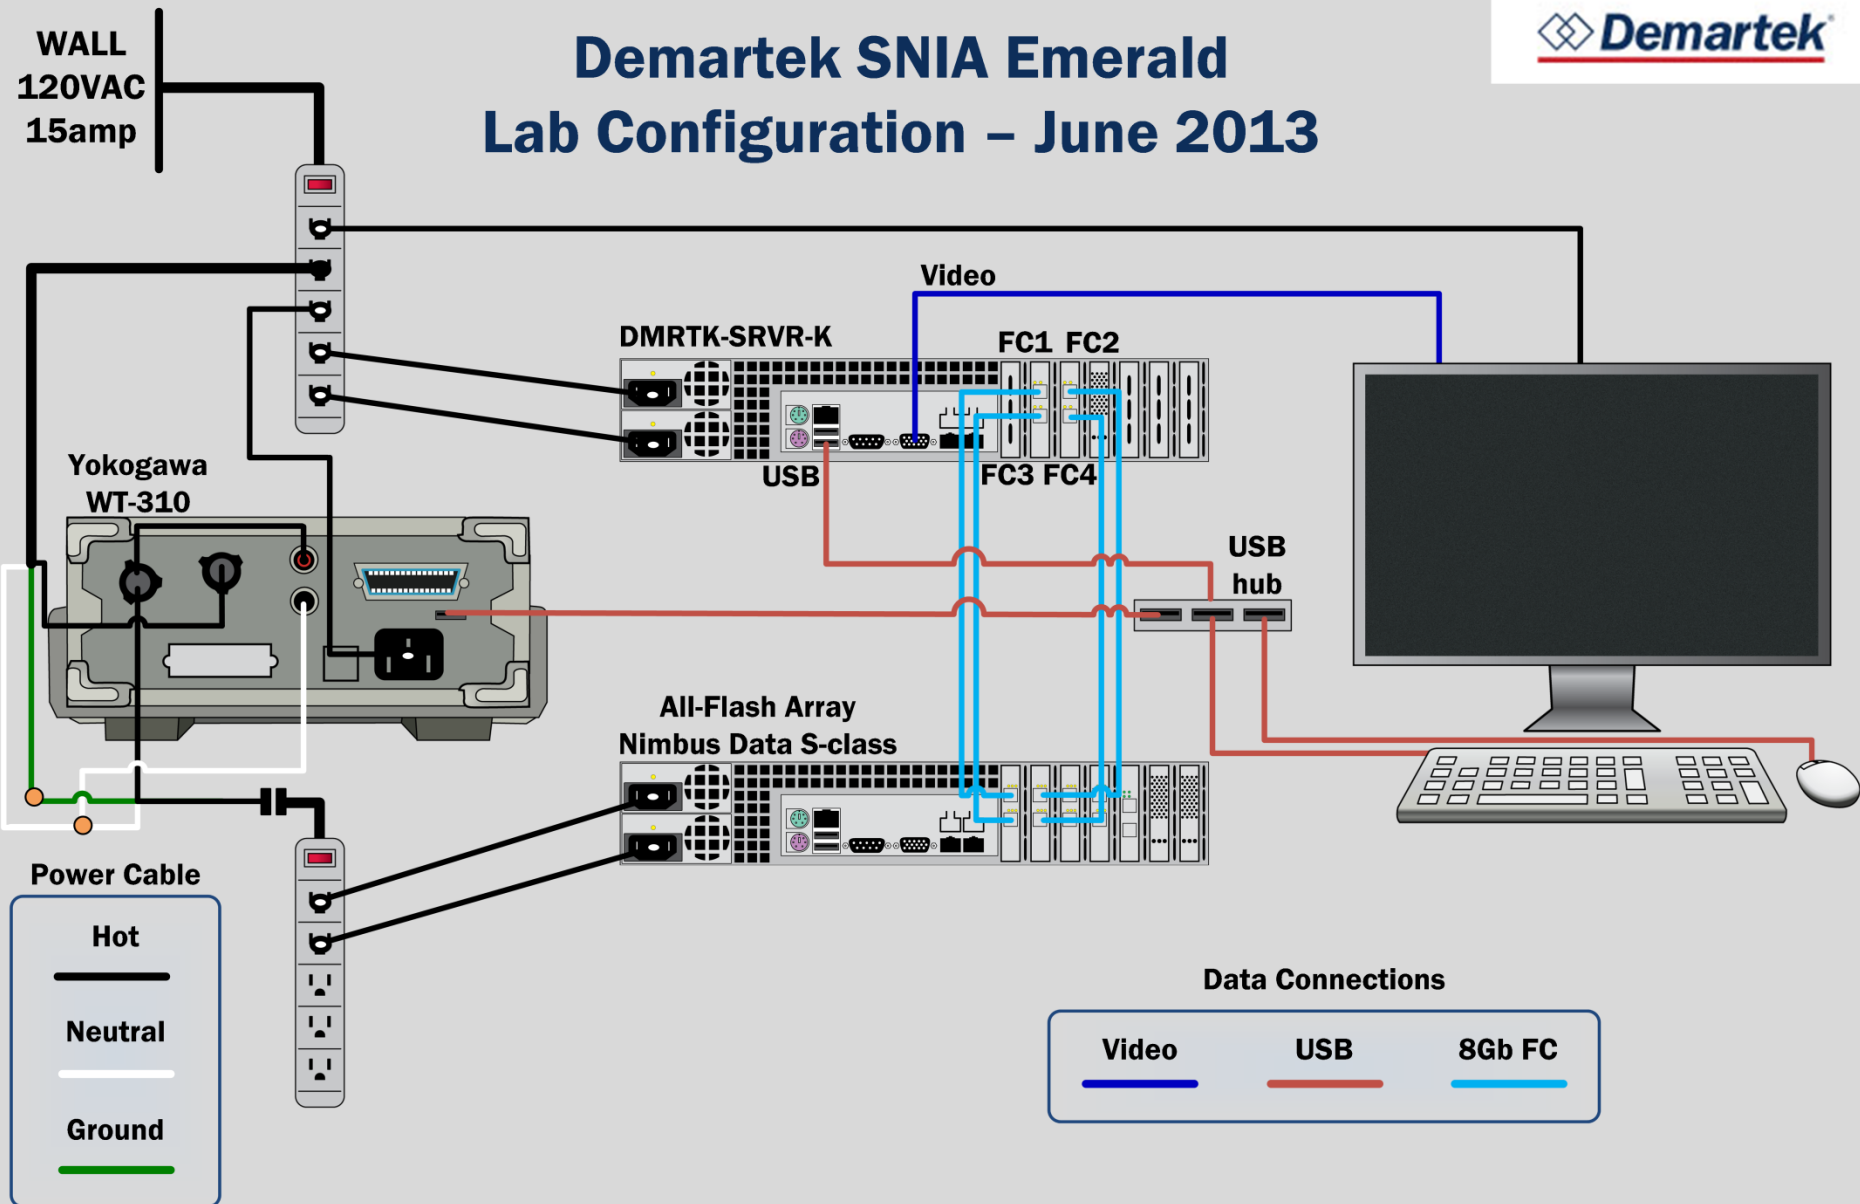 WALL
120VAC
15amp
Demartek SNIA Emerald
Lab Configuration – June 2013
Demartek
Video
DMRTK-SRVR-K
FC1 FC2
USB
FC3 FC4
Yokogawa
WT-310
USB
hub
All-Flash Array
Nimbus Data S-class
Power Cable
Hot
Neutral
Ground
Data Connections
Video USB 8Gb FC